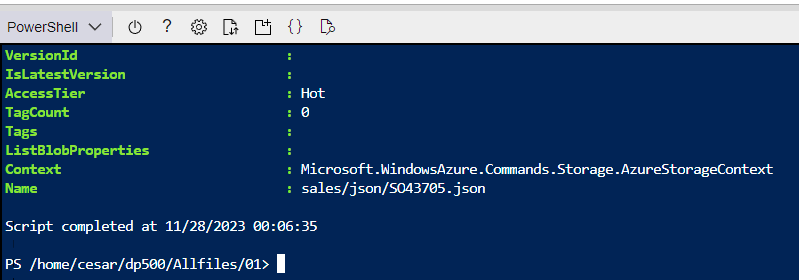 PowerShell
VersionId :
IsLatestVersion :
AccessTier : Hot
TagCount : 0
Tags :
ListBlobProperties :
Context : Microsoft.WindowsAzure.Commands.Storage.AzureStorageContext
Name : sales/json/SO43705.json
Script completed at 11/28/2023 00:06:35
PS /home/cesar/dp500/Allfiles/01>